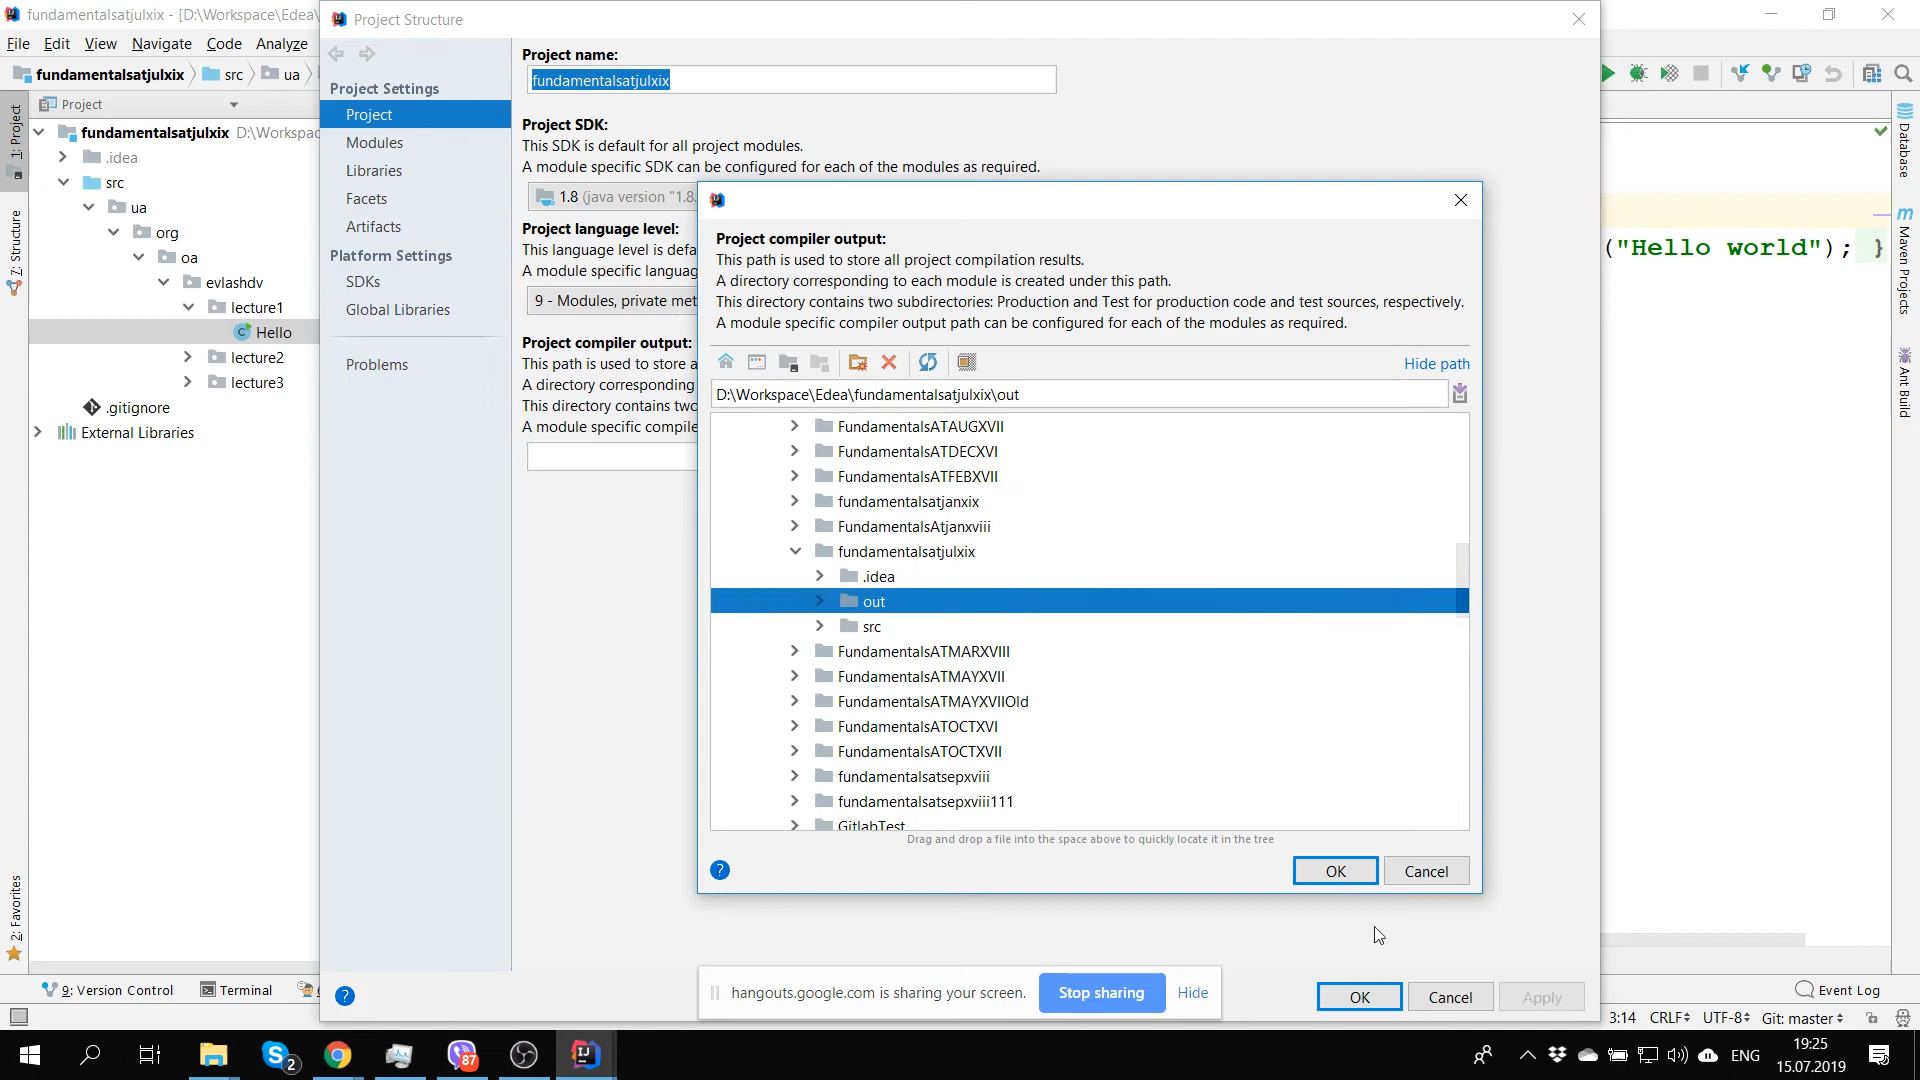 fundamentalsatjulxix - [D:\Workspace\Edea\
File Edit View Navigate Code Analyze
fundamentalsatjulxix src ua
Project
fundamentalsatjulxix D:\Workspac
.idea
src
ua
org
oa
evlashdv
lecture1
Hello
lecture2
lecture3
.gitignore
External Libraries
1: Project
7: Structure
2: Favorites
Project Structure
Project Settings
Project
Modules
Libraries
Facets
Artifacts
Platform Settings
SDKs
Global Libraries
Problems
Project name:
fundamentalsatjulxix
Project SDK:
This SDK is default for all project modules.
A module specific SDK can be configured for each of the modules as required.
1.8 (java version "1.8.
Project language level:
This language level is defa
A module specific languag
9 - Modules, private met
Project compiler output:
This path is used to store a
A directory corresponding
This directory contains two
A module specific compile
Project compiler output:
This path is used to store all project compilation results.
A directory corresponding to each module is created under this path.
This directory contains two subdirectories: Production and Test for production code and test sources, respectively.
A module specific compiler output path can be configured for each of the modules as required.
Hide path
D:\Workspace\Edea\fundamentalsatjulxix\out
FundamentalsATAUGXVII
FundamentalsATDECXVI
FundamentalsATFEBXVII
fundamentalsatjanxix
FundamentalsAtjanxviii
fundamentalsatjulxix
.idea
out
src
FundamentalsATMARXVIII
FundamentalsATMAYXVII
FundamentalsATMAYXVIIOld
FundamentalsATOCTXVI
FundamentalsATOCTXVII
fundamentalsatsepxviii
fundamentalsatsepxviii111
GitlabTest
Drag and drop a file into the space above to quickly locate it in the tree
OK Cancel
hangouts.google.com is sharing your screen. Stop sharing Hide
OK Cancel Apply
("Hello world"); }
Database
Maven Projects
Ant Build
9: Version Control Terminal
Event Log
3:14 CRLF UTF-8 Git: master
2
87
ENG
19:25
15.07.2019